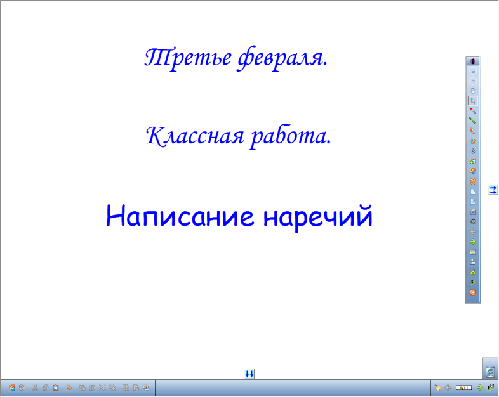 Третье февраля.
Классная работа.
Написание наречий